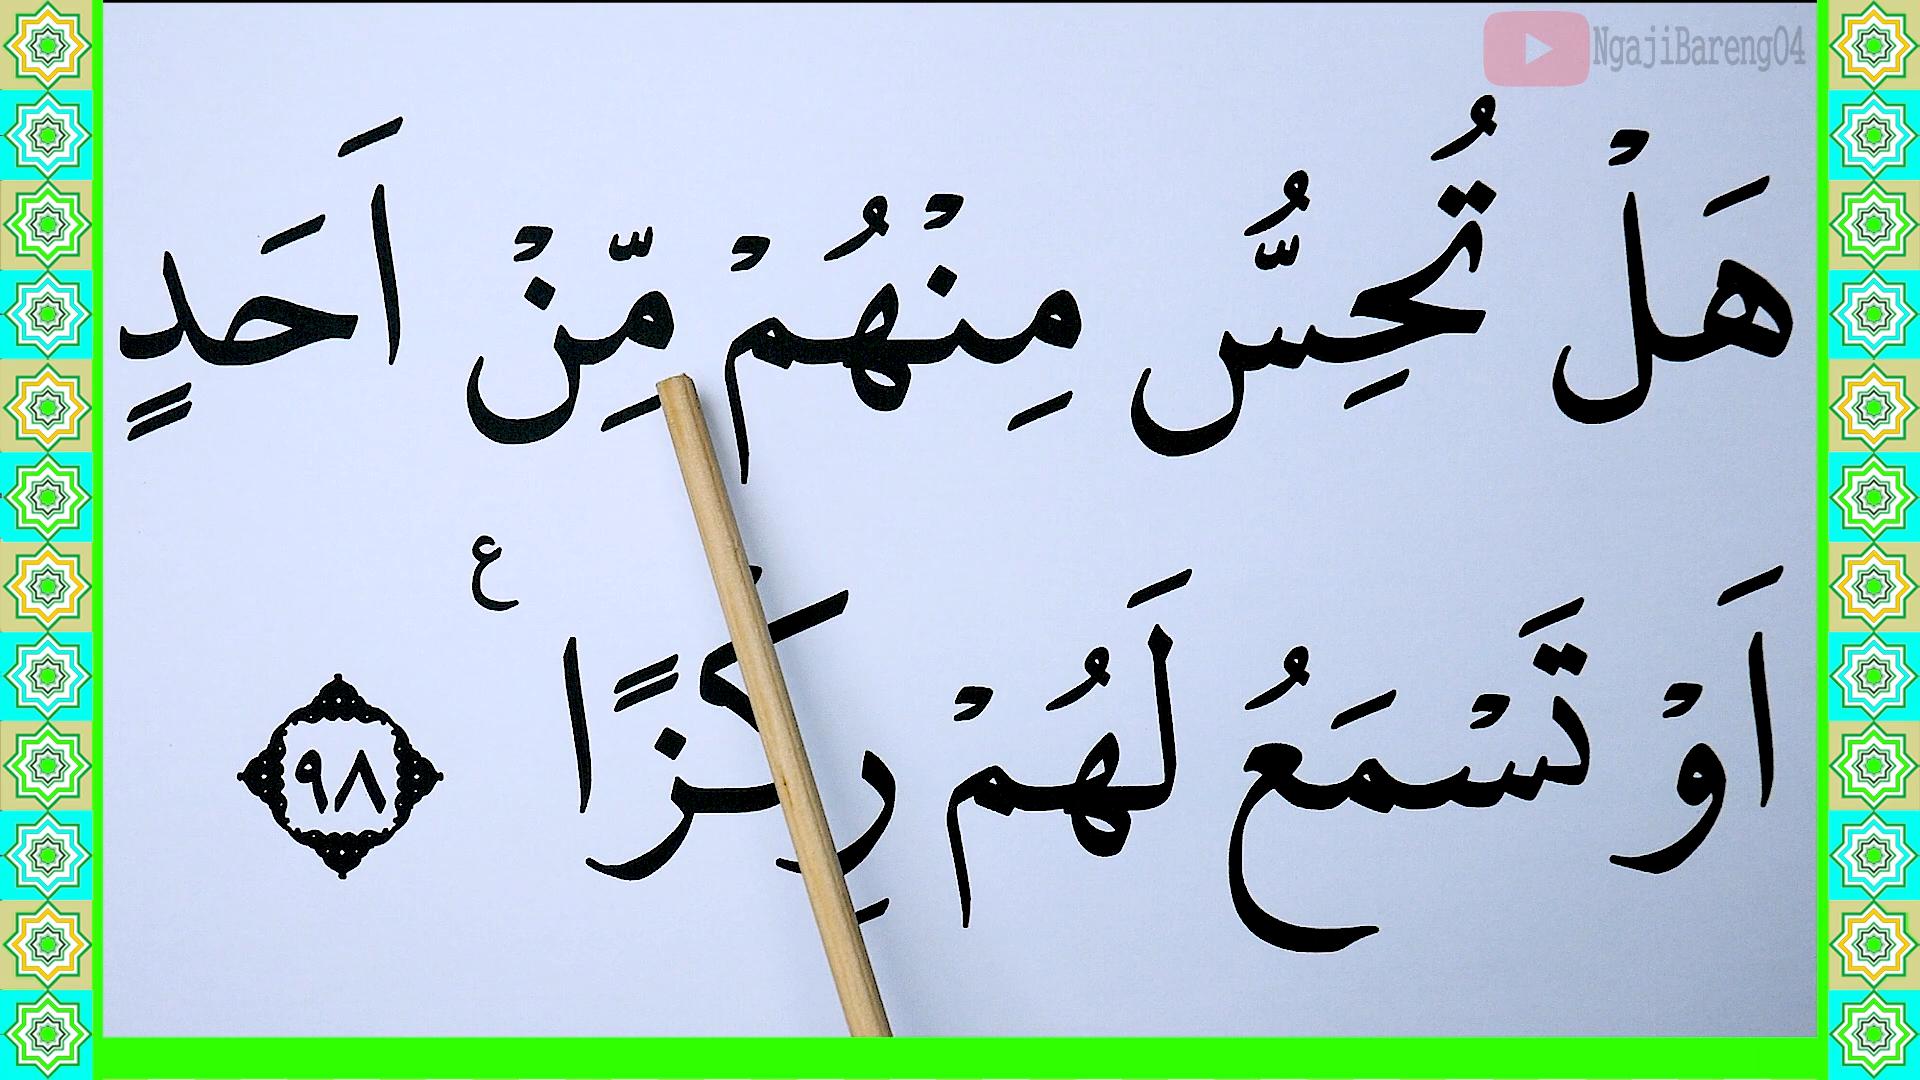 NgajiBareng04
هَلْ تُحِسُّ مِنْهُمْ مِّنْ اَحَدٍ
اَوْ تَسْمَعُ لَهُمْ رِكْزًا ع ٩٨